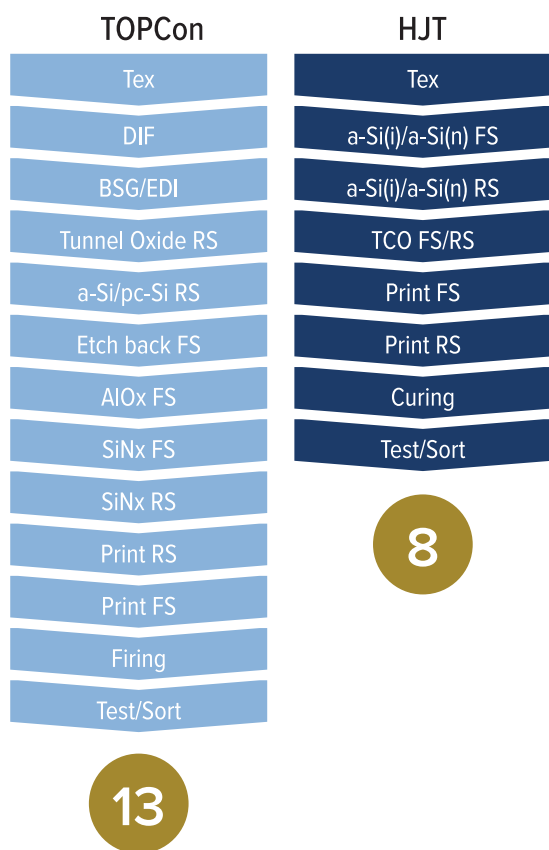 TOPCon
Tex
DIF
BSG/EDI
Tunnel Oxide RS
a-Si/pc-Si RS
Etch back FS
AlOx FS
SiNx FS
SiNx RS
Print RS
Print FS
Firing
Test/Sort
13
HJT
Tex
a-Si(i)/a-Si(n) FS
a-Si(i)/a-Si(n) RS
TCO FS/RS
Print FS
Print RS
Curing
Test/Sort
8